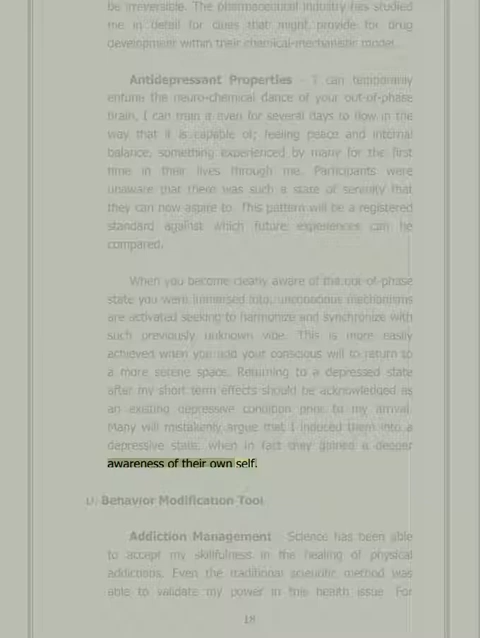 be irreversible. The pharmaceutical industry has studied
me in detail for clues that might provide for drug
development within their chemical-mechanistic model.
Antidepressant Properties - I can temporarily
entune the neuro-chemical dance of your out-of-phase
brain, I can train it even for several days to flow in the
way that it is capable of; feeling peace and internal
balance, something experienced by many for the first
time in their lives through me. Participants were
unaware that there was such a state of serenity that
they can now aspire to. This pattern will be a registered
standard against which future experiences can be
compared.
When you become clearly aware of the out-of-phase
state you were immersed into, unconscious mechanisms
are activated seeking to harmonize and synchronize with
such previously unknown vibe. This is more easily
achieved when you add your conscious will to return to
a more serene space. Returning to a depressed state
after my short term effects should be acknowledged as
an existing depressive condition prior to my arrival.
Many will mistakenly argue that I induced them into a
depressive state, when in fact they gained a deeper
awareness of their own self.
Behavior Modification Tool
Addiction Management - Science has been able
to accept my skillfulness in the healing of physical
addictions. Even the traditional scientific method was
able to validate my power in this health issue. For
18